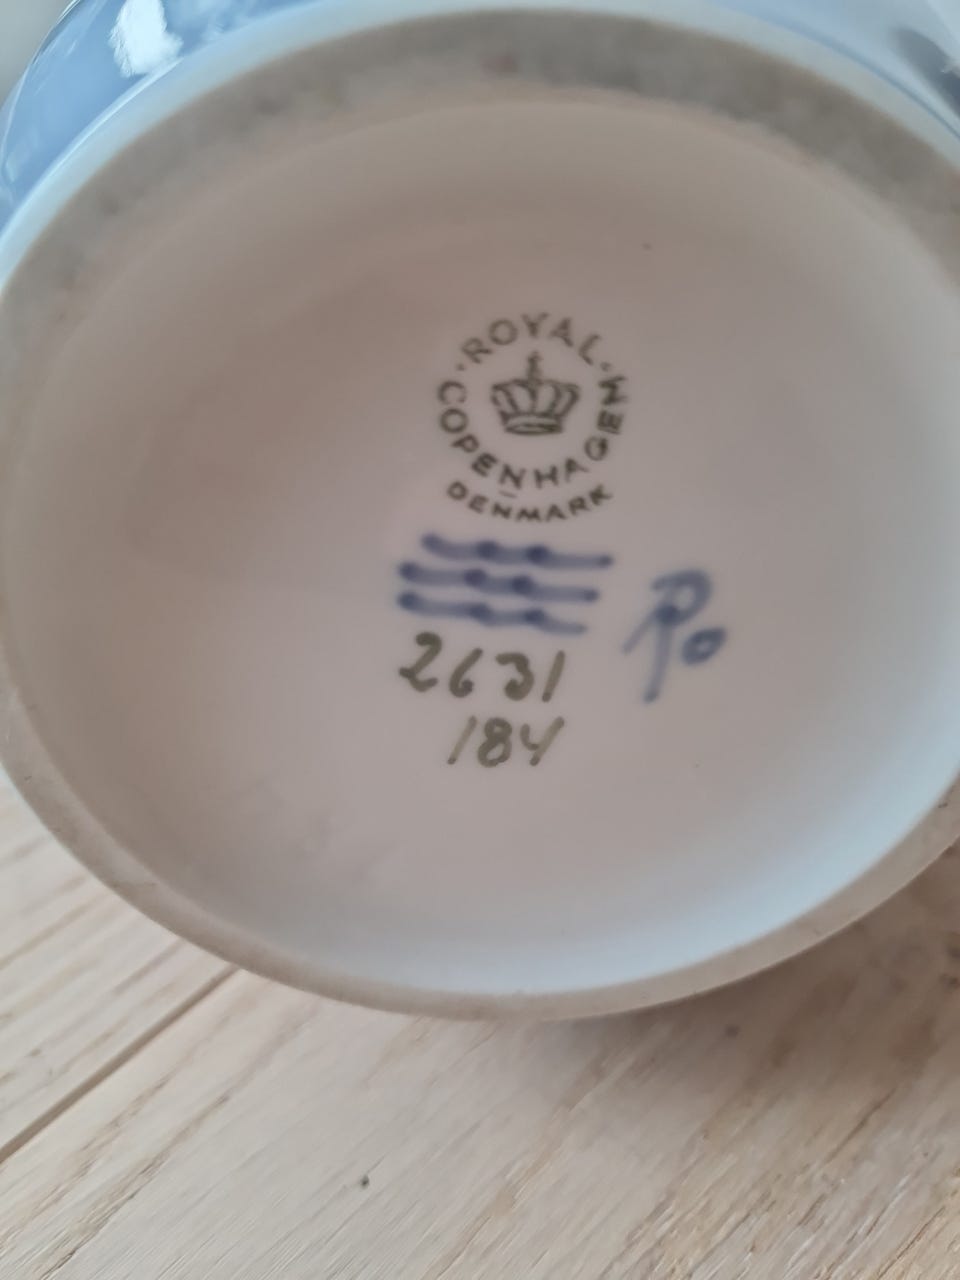 ROYAL
COPENHAGEN
DENMARK
2631
184
Ro